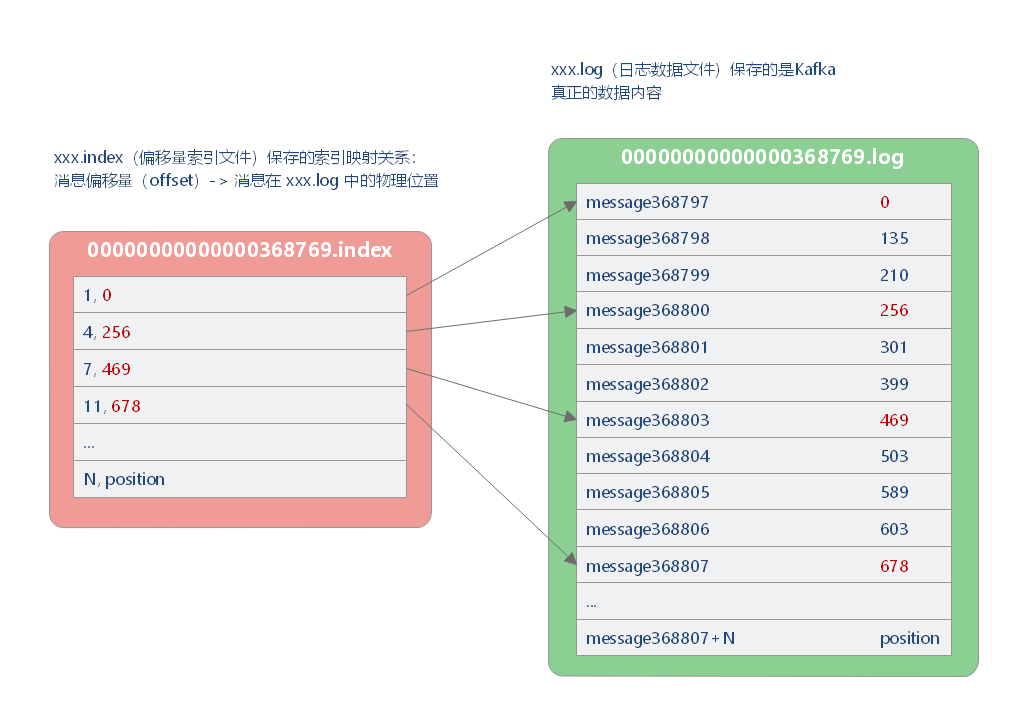 xxx.log（日志数据文件）保存的是Kafka
真正的数据内容
xxx.index（偏移量索引文件）保存的索引映射关系：
消息偏移量（offset）-> 消息在 xxx.log 中的物理位置
00000000000000368769.index
1, 0
4, 256
7, 469
11, 678
...
N, position
00000000000000368769.log
message368797 0
message368798 135
message368799 210
message368800 256
message368801 301
message368802 399
message368803 469
message368804 503
message368805 589
message368806 603
message368807 678
...
message368807+N position